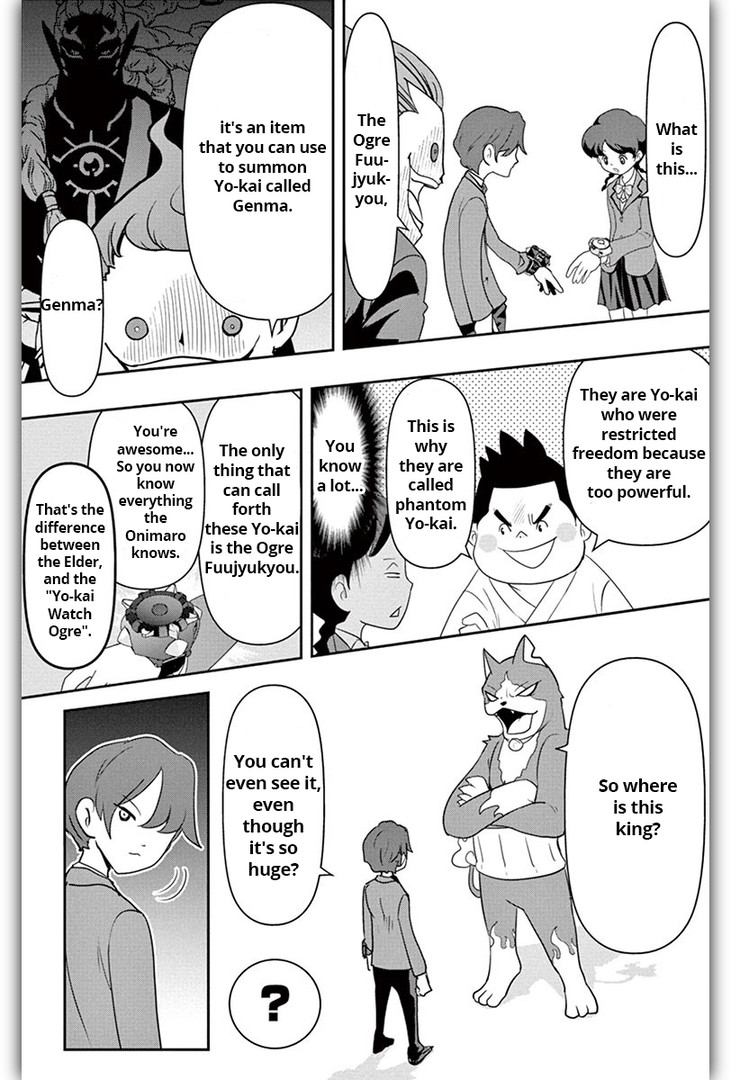 What
is
this...
The
Ogre
Fuu-
jyuk-
you,
it's an item
that you can use
to summon
Yo-kai called
Genma.
Genma?
They are Yo-kai
who were
restricted
freedom because
they are
too powerful.
This is
why
they are
called
phantom
Yo-kai.
You
know
a lot...
The only
thing that
can call
forth
these Yo-kai
is the Ogre
Fuujyukyou.
You're
awesome...
So you now
know
everything
the
Onimaro
knows.
That's the
difference
between
the Elder,
and the
"Yo-kai
Watch
Ogre".
So where
is this
king?
You can't
even see it,
even
though
it's so
huge?
?